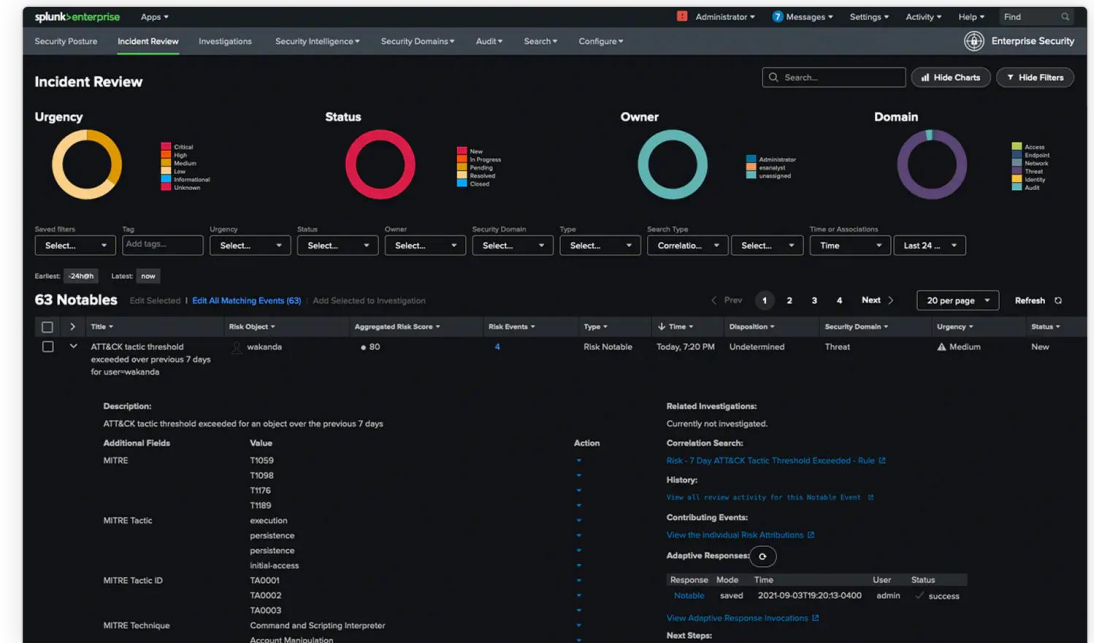 splunk>enterprise Apps Administrator 7 Messages Settings Activity Help Find
Security Posture Incident Review Investigations Security Intelligence Security Domains Audit Search Configure Enterprise Security
Incident Review Search... Hide Charts Hide Filters
Urgency Status Owner Domain
Critical
High
Medium
Low
Informational
Unknown
New
In Progress
Pending
Resolved
Closed
Administrator
esanalyst
unassigned
Access
Endpoint
Network
Threat
Identity
Audit
Saved filters Tag Urgency Status Owner Security Domain Type Search Type Time or Associations
Select... Add tags... Select... Select... Select... Select... Select... Correlatio... Select... Time Last 24 ...
Earliest: -24h@h Latest: now
63 Notables Edit Selected | Edit All Matching Events (63) | Add Selected to Investigation Prev 1 2 3 4 Next 20 per page Refresh
Title Risk Object Aggregated Risk Score Risk Events Type Time Disposition Security Domain Urgency Status
ATT&CK tactic threshold wakanda 80 4 Risk Notable Today, 7:20 PM Undetermined Threat Medium New
exceeded over previous 7 days
for user=wakanda
Description:
ATT&CK tactic threshold exceeded for an object over the previous 7 days
Additional Fields Value Action
MITRE T1059
T1098
T1176
T1189
MITRE Tactic execution
persistence
persistence
initial-access
MITRE Tactic ID TA0001
TA0002
TA0003
MITRE Technique Command and Scripting Interpreter
Account Manipulation
Related Investigations:
Currently not investigated.
Correlation Search:
Risk - 7 Day ATT&CK Tactic Threshold Exceeded - Rule
History:
View all review activity for this Notable Event
Contributing Events:
View the individual Risk Attributions
Adaptive Responses:
Response Mode Time User Status
Notable saved 2021-09-03T19:20:13-0400 admin success
View Adaptive Response Invocations
Next Steps: